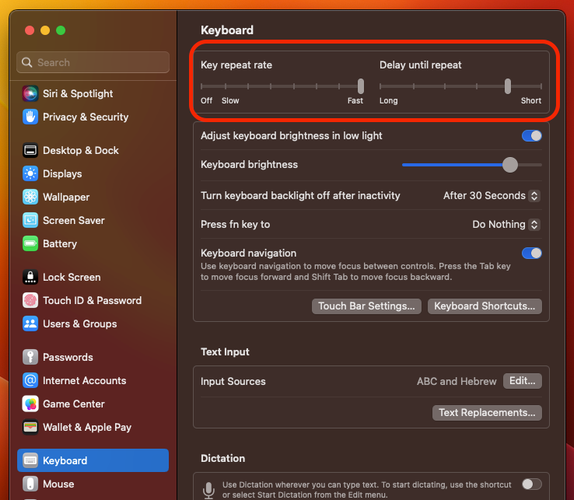 Search
Siri & Spotlight
Privacy & Security
Desktop & Dock
Displays
Wallpaper
Screen Saver
Battery
Lock Screen
Touch ID & Password
Users & Groups
Passwords
Internet Accounts
Game Center
Wallet & Apple Pay
Keyboard
Mouse
Keyboard
Key repeat rate
Delay until repeat
Off Slow Fast
Long Short
Adjust keyboard brightness in low light
Keyboard brightness
Turn keyboard backlight off after inactivity After 30 Seconds
Press fn key to Do Nothing
Keyboard navigation
Use keyboard navigation to move focus between controls. Press the Tab key
to move focus forward and Shift Tab to move focus backward.
Touch Bar Settings... Keyboard Shortcuts...
Text Input
Input Sources ABC and Hebrew Edit...
Text Replacements...
Dictation
Use Dictation wherever you can type text. To start dictating, use the shortcut
or select Start Dictation from the Edit menu.